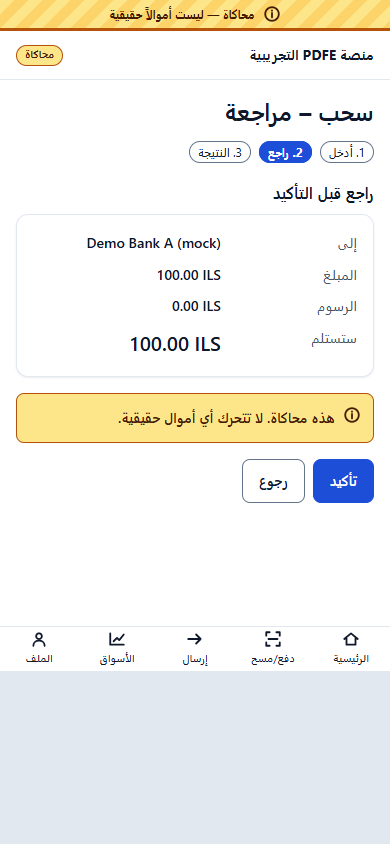 محاكاة — ليست أموالاً حقيقية
منصة PDFE التجريبية
محاكاة
سحب – مراجعة
1. أدخل
2. راجع
3. النتيجة
راجع قبل التأكيد
إلى Demo Bank A (mock)
المبلغ 100.00 ILS
الرسوم 0.00 ILS
ستستلم 100.00 ILS
هذه محاكاة. لا تتحرك أي أموال حقيقية.
تأكيد
رجوع
الرئيسية
دفع/مسح
إرسال
الأسواق
الملف